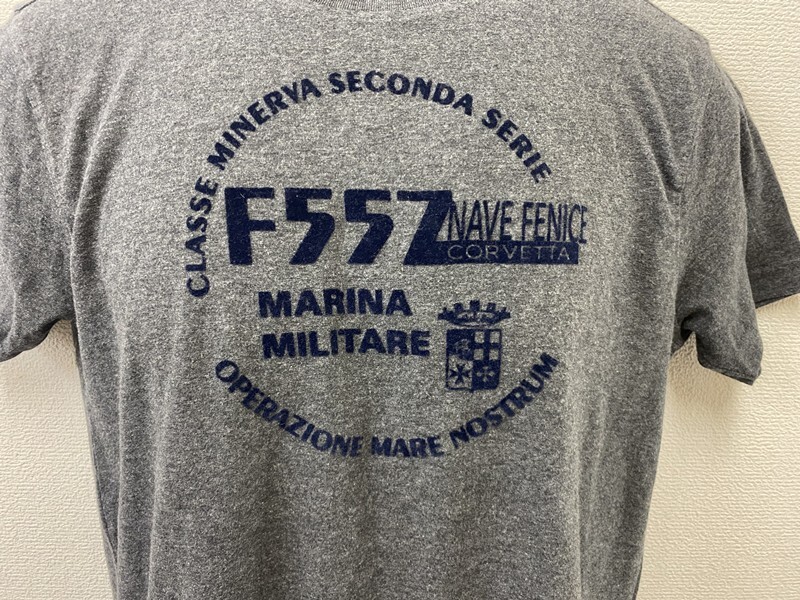 CLASSE MINERVA SECONDA SERIE
F557
NAVE FENICE
CORVETTA
MARINA
MILITARE
OPERAZIONE MARE NOSTRUM